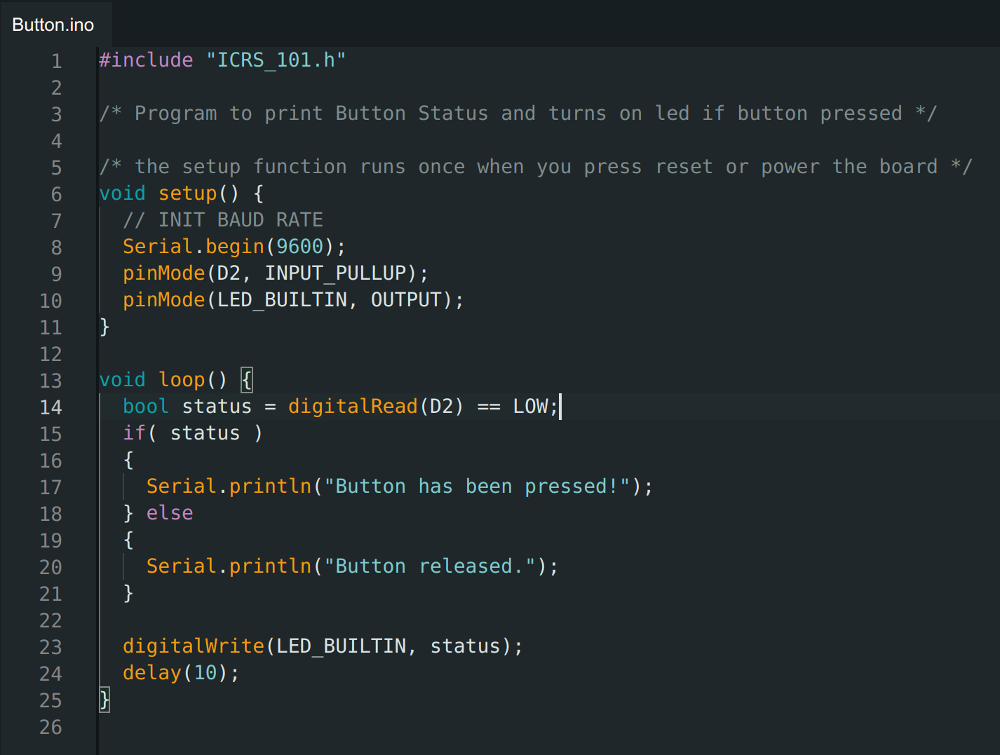 Button.ino
1 #include "ICRS_101.h"
2
3 /* Program to print Button Status and turns on led if button pressed */
4
5 /* the setup function runs once when you press reset or power the board */
6 void setup() {
7   // INIT BAUD RATE
8   Serial.begin(9600);
9   pinMode(D2, INPUT_PULLUP);
10   pinMode(LED_BUILTIN, OUTPUT);
11 }
12
13 void loop() {
14   bool status = digitalRead(D2) == LOW;
15   if( status )
16   {
17     Serial.println("Button has been pressed!");
18   } else
19   {
20     Serial.println("Button released.");
21   }
22
23   digitalWrite(LED_BUILTIN, status);
24   delay(10);
25 }
26